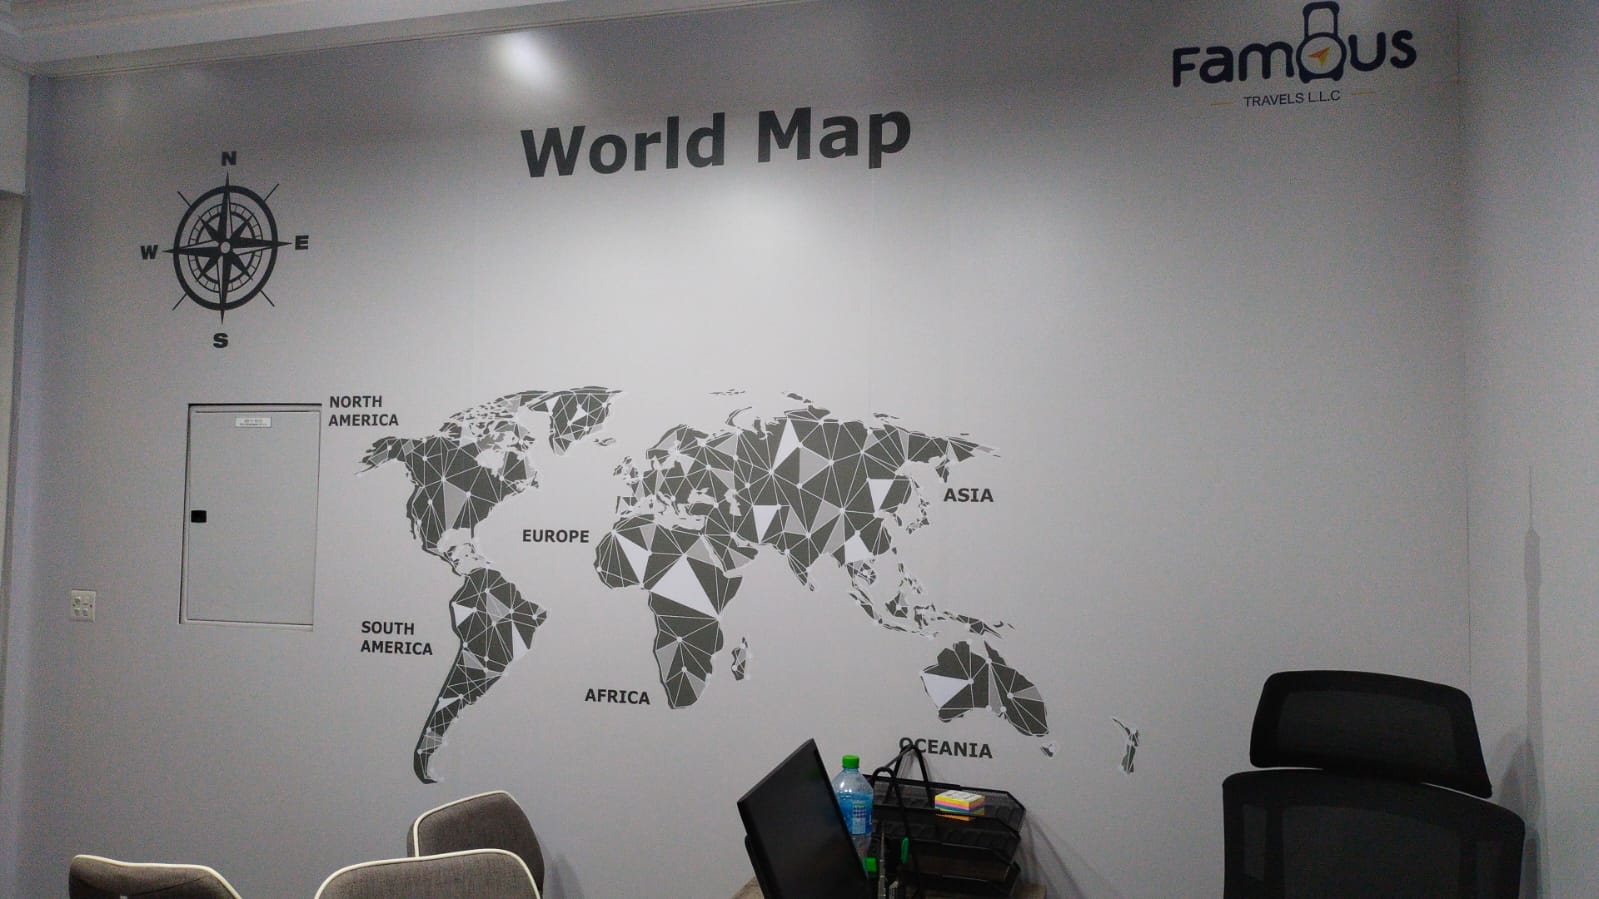 Famous
TRAVELS L.L.C
World Map
N
W
E
S
NORTH
AMERICA
ASIA
EUROPE
SOUTH
AMERICA
AFRICA
OCEANIA